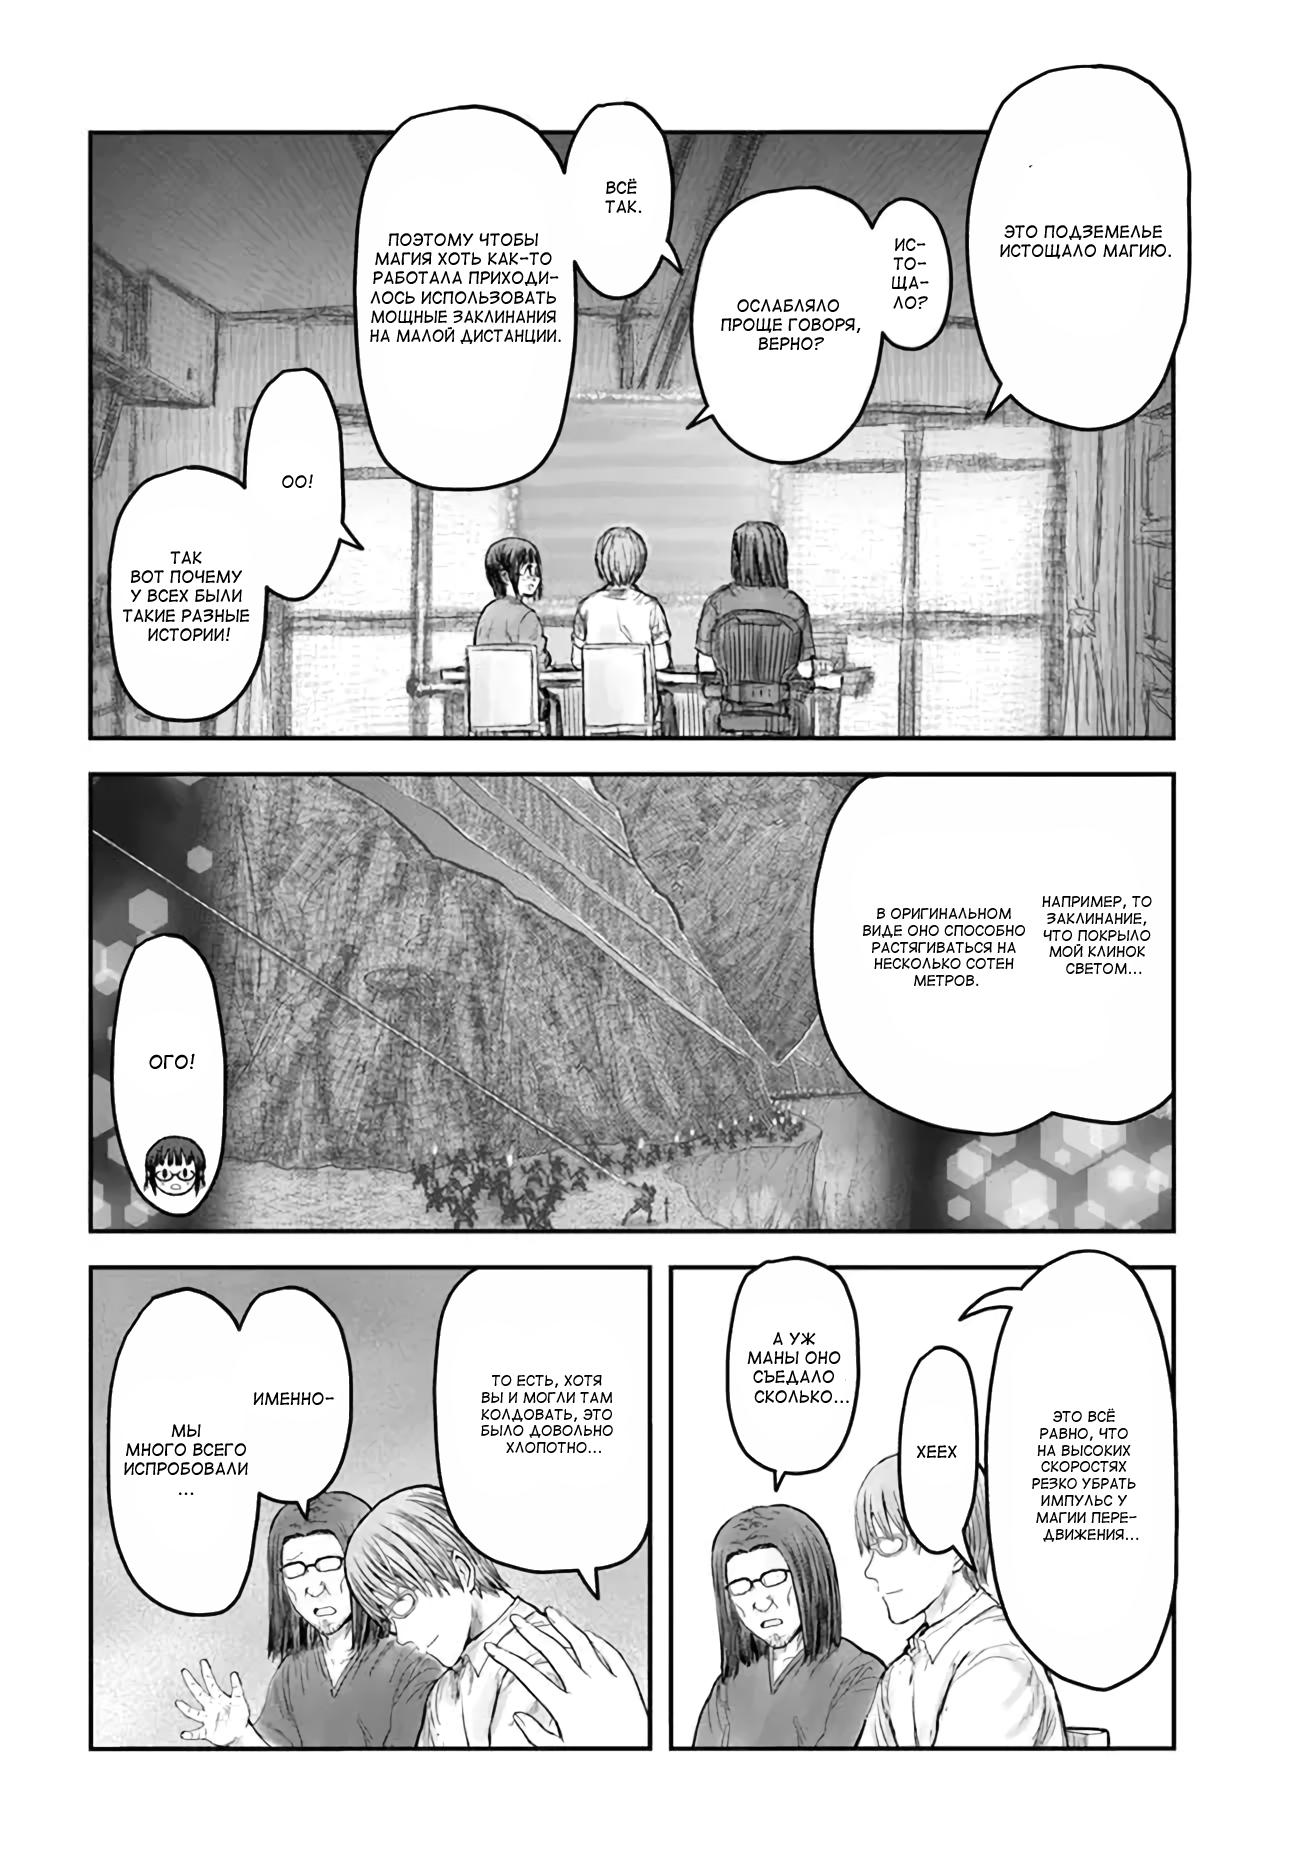 ЭТО ПОДЗЕМЕЛЬЕ
ИСТОЩАЛО МАГИЮ.
ИС-
ТО-
ЩА-
ЛО?
ОСЛАБЛЯЛО
ПРОЩЕ ГОВОРЯ,
ВЕРНО?
ВСЁ
ТАК.
ПОЭТОМУ ЧТОБЫ
МАГИЯ ХОТЬ КАК-ТО
РАБОТАЛА ПРИХОДИ-
ЛОСЬ ИСПОЛЬЗОВАТЬ
МОЩНЫЕ ЗАКЛИНАНИЯ
НА МАЛОЙ ДИСТАНЦИИ.
ОО!
ТАК
ВОТ ПОЧЕМУ
У ВСЕХ БЫЛИ
ТАКИЕ РАЗНЫЕ
ИСТОРИИ!
НАПРИМЕР, ТО
ЗАКЛИНАНИЕ,
ЧТО ПОКРЫЛО
МОЙ КЛИНОК
СВЕТОМ...
В ОРИГИНАЛЬНОМ
ВИДЕ ОНО СПОСОБНО
РАСТЯГИВАТЬСЯ НА
НЕСКОЛЬКО СОТЕН
МЕТРОВ.
ОГО!
ЭТО ВСЁ
РАВНО, ЧТО
НА ВЫСОКИХ
СКОРОСТЯХ
РЕЗКО УБРАТЬ
ИМПУЛЬС У
МАГИИ ПЕРЕ-
ДВИЖЕНИЯ...
ХЕЕХ
А УЖ
МАНЫ ОНО
СЪЕДАЛО
СКОЛЬКО...
ТО ЕСТЬ, ХОТЯ
ВЫ И МОГЛИ ТАМ
КОЛДОВАТЬ, ЭТО
БЫЛО ДОВОЛЬНО
ХЛОПОТНО...
ИМЕННО-
МЫ
МНОГО ВСЕГО
ИСПРОБОВАЛИ
...